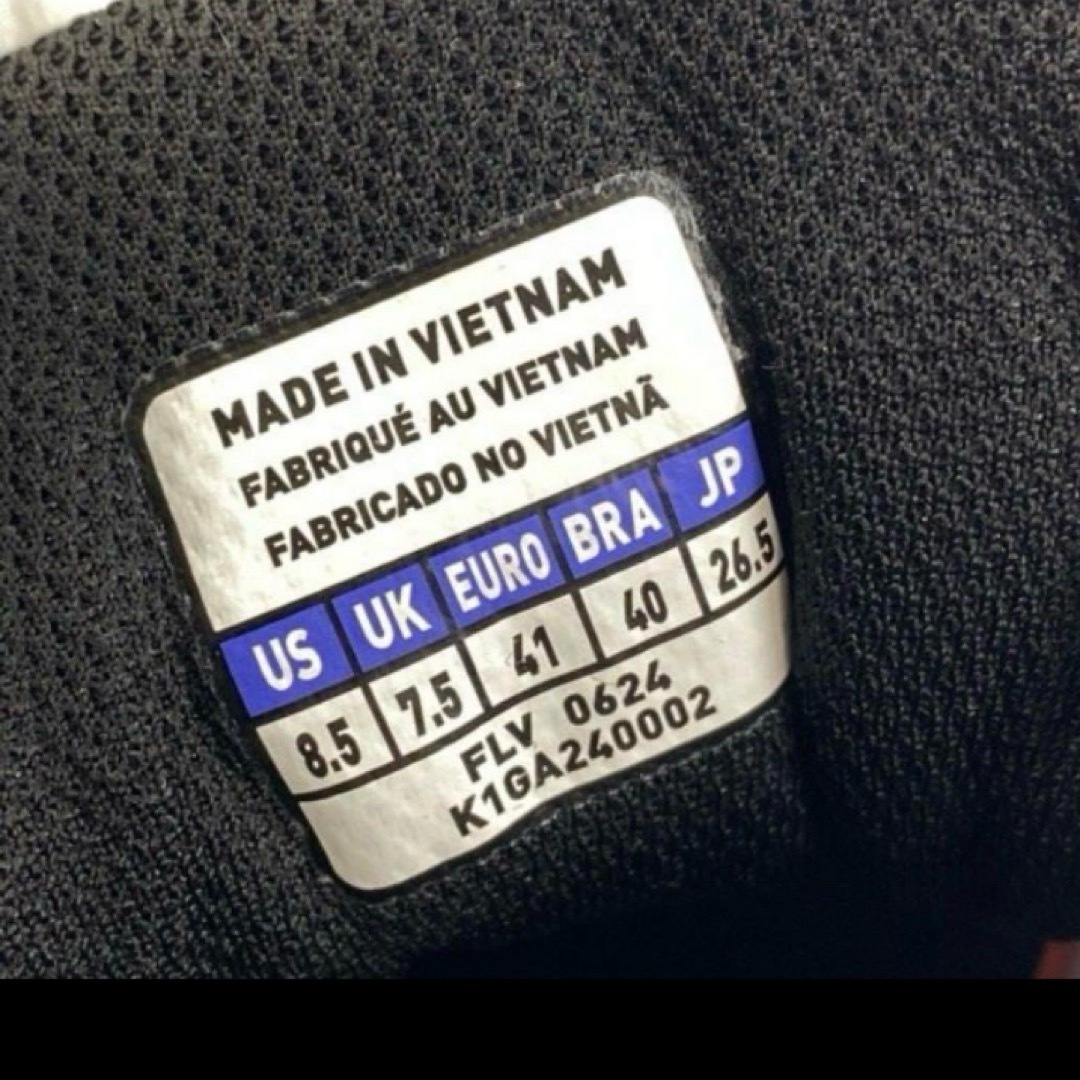 MADE IN VIETNAM
FABRIQUÉ AU VIETNAM
FABRICADO NO VIETNÃ
US UK EURO BRA JP
8.5 7.5 41 40 26.5
FLV 0624
K1GA240002